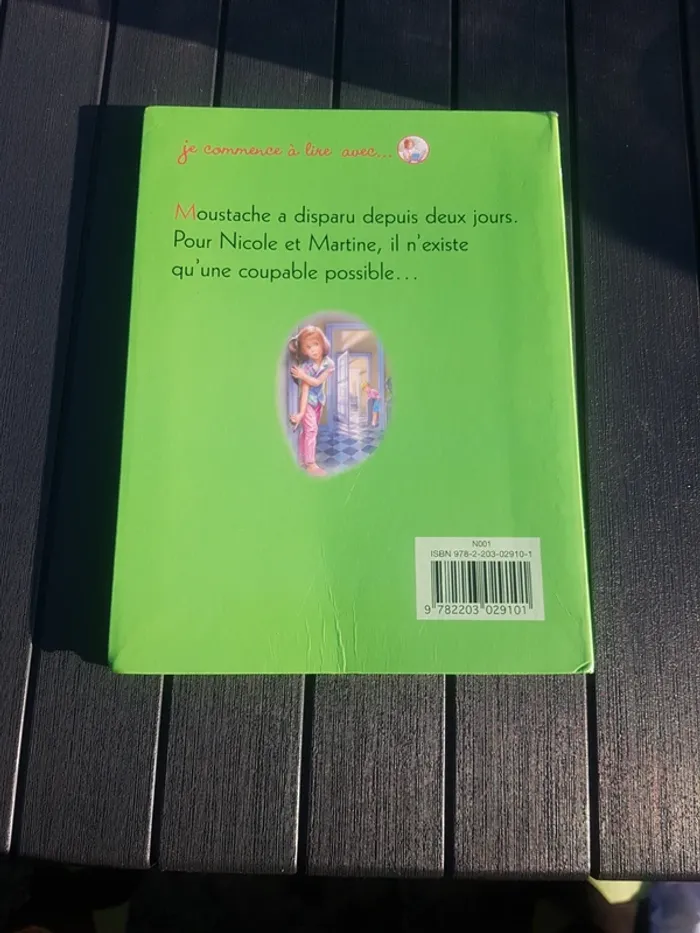 je commence à lire avec...
Moustache a disparu depuis deux jours.
Pour Nicole et Martine, il n'existe
qu'une coupable possible...
N001
ISBN 978-2-203-02910-1
9 782203 029101